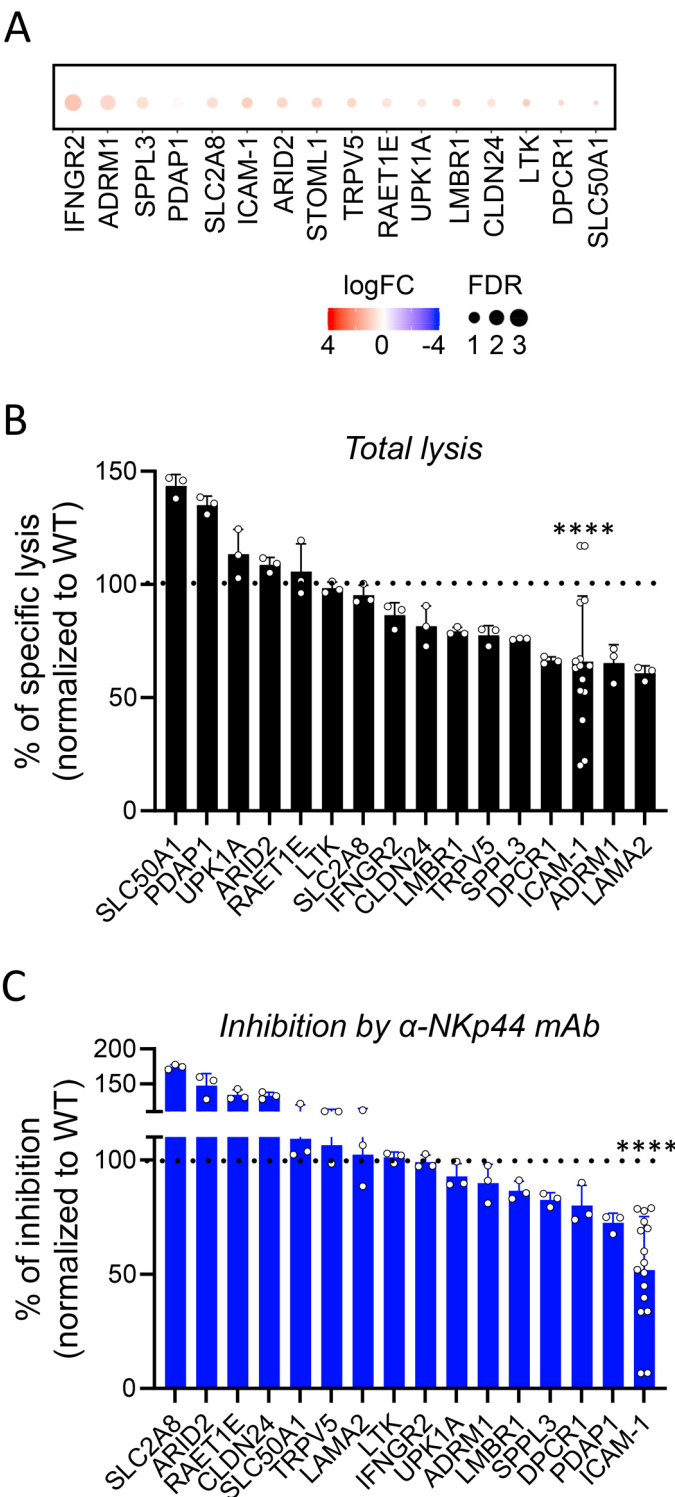 A
IFNGR2 ADRM1 SPPL3 PDAP1 SLC2A8 ICAM-1 ARID2 STOML1 TRPV5 RAET1E UPK1A LMBR1 CLDN24 LTK DPCR1 SLC50A1
logFC FDR
4 0 -4 1 2 3
B
Total lysis
% of specific lysis
(normalized to WT)
150
100
50
0
****
SLC50A1 PDAP1 UPK1A ARID2 RAET1E LTK SLC2A8 IFNGR2 CLDN24 LMBR1 TRPV5 SPPL3 DPCR1 ICAM-1 ADRM1 LAMA2
C
Inhibition by α-NKp44 mAb
% of inhibition
(normalized to WT)
200
150
100
50
0
****
SLC2A8 ARID2 RAET1E CLDN24 SLC50A1 TRPV5 LAMA2 LTK IFNGR2 UPK1A ADRM1 LMBR1 SPPL3 DPCR1 PDAP1 ICAM-1